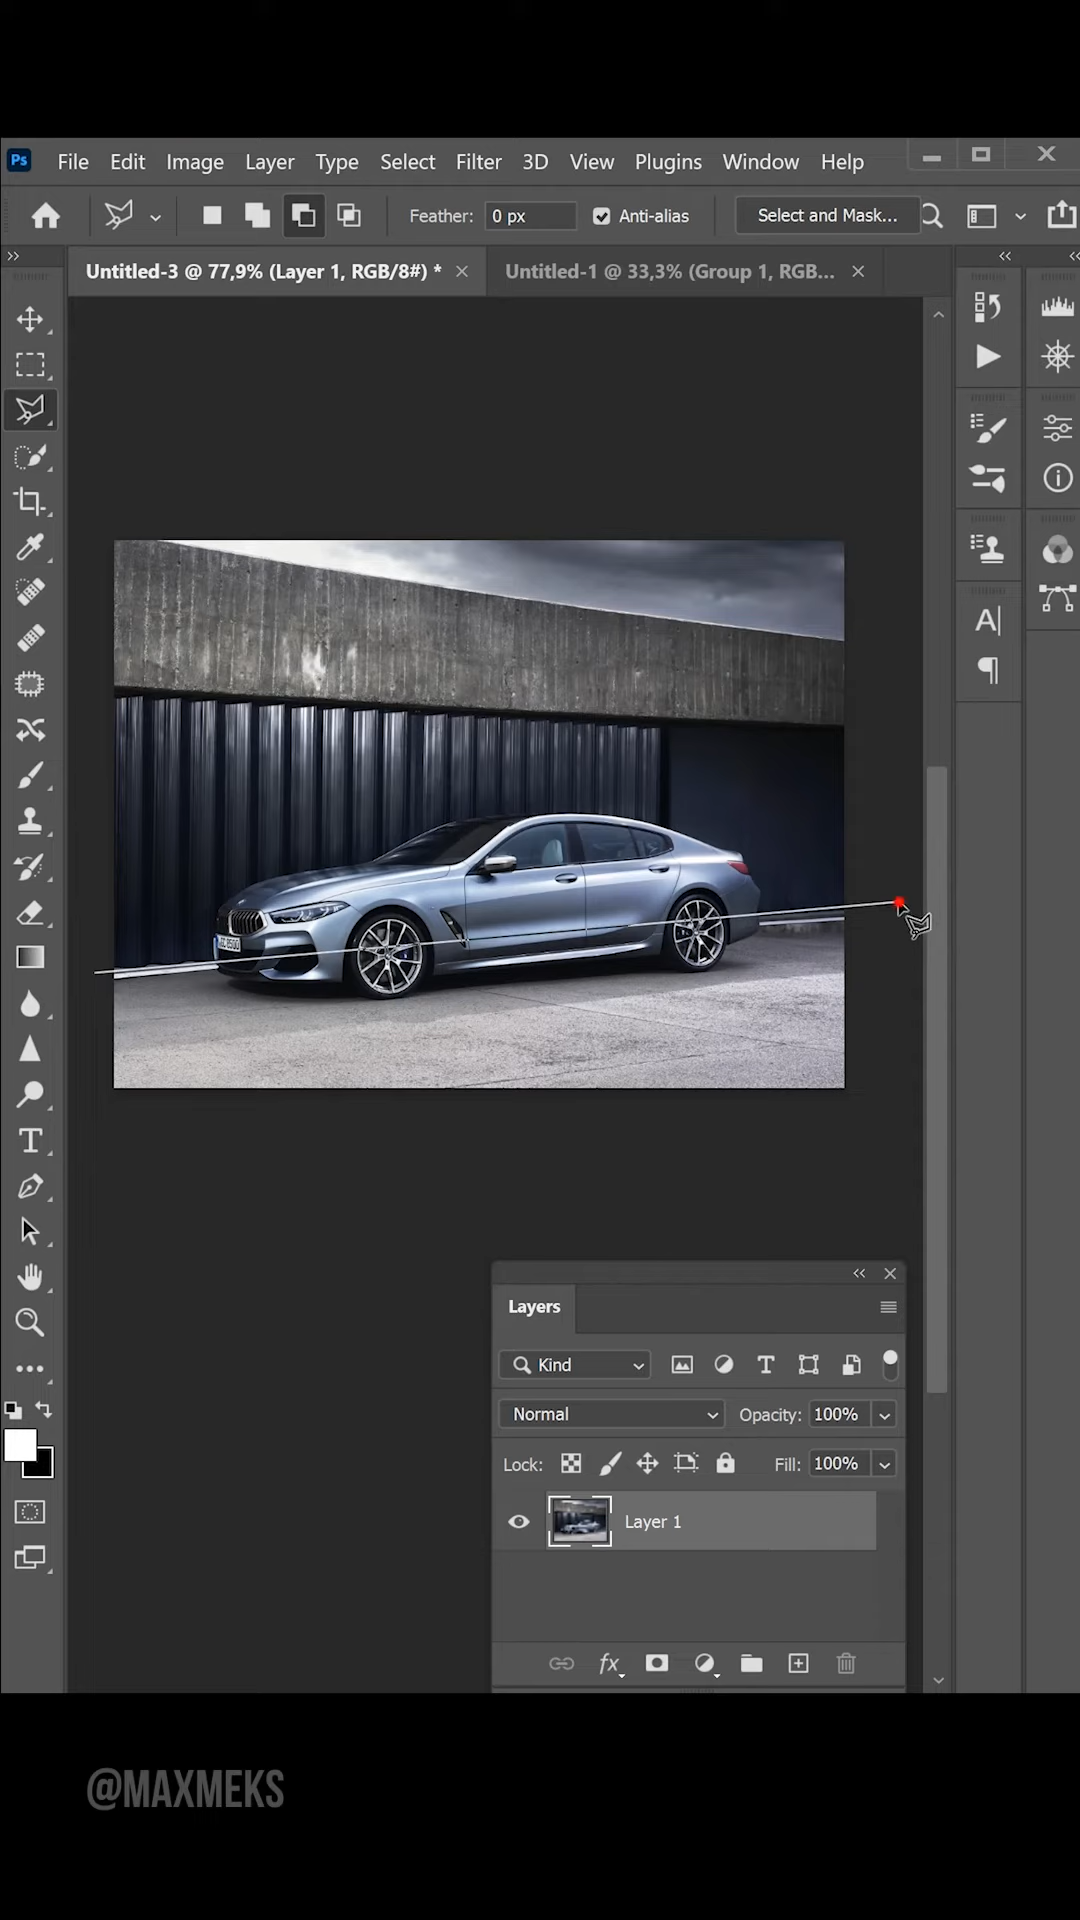 Ps File Edit Image Layer Type Select Filter 3D View Plugins Window Help
Feather: 0 px Anti-alias Select and Mask...
Untitled-3 @ 77,9% (Layer 1, RGB/8#) * Untitled-1 @ 33,3% (Group 1, RGB...
Layers
Kind
Normal Opacity: 100%
Lock: Fill: 100%
Layer 1
fx
@MAXMEKS